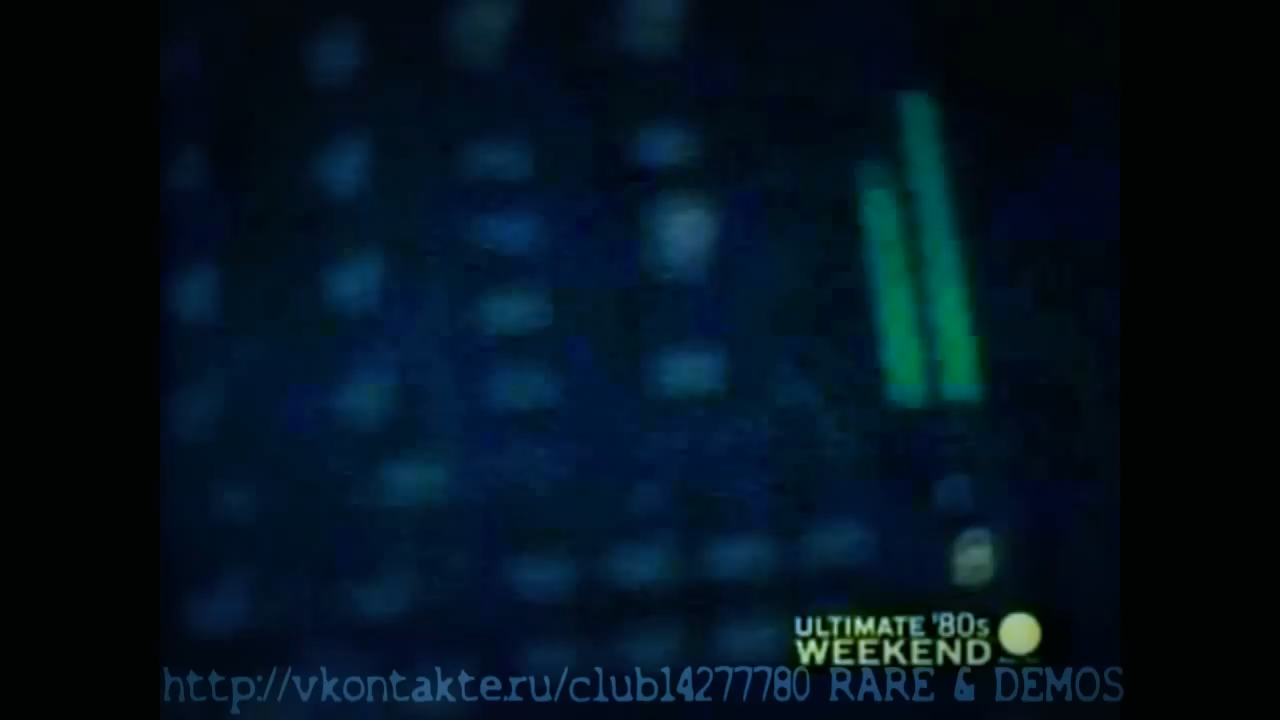 ULTIMATE '80s
WEEKEND
http://vkontakte.ru/club14277780 RARE & DEMOS